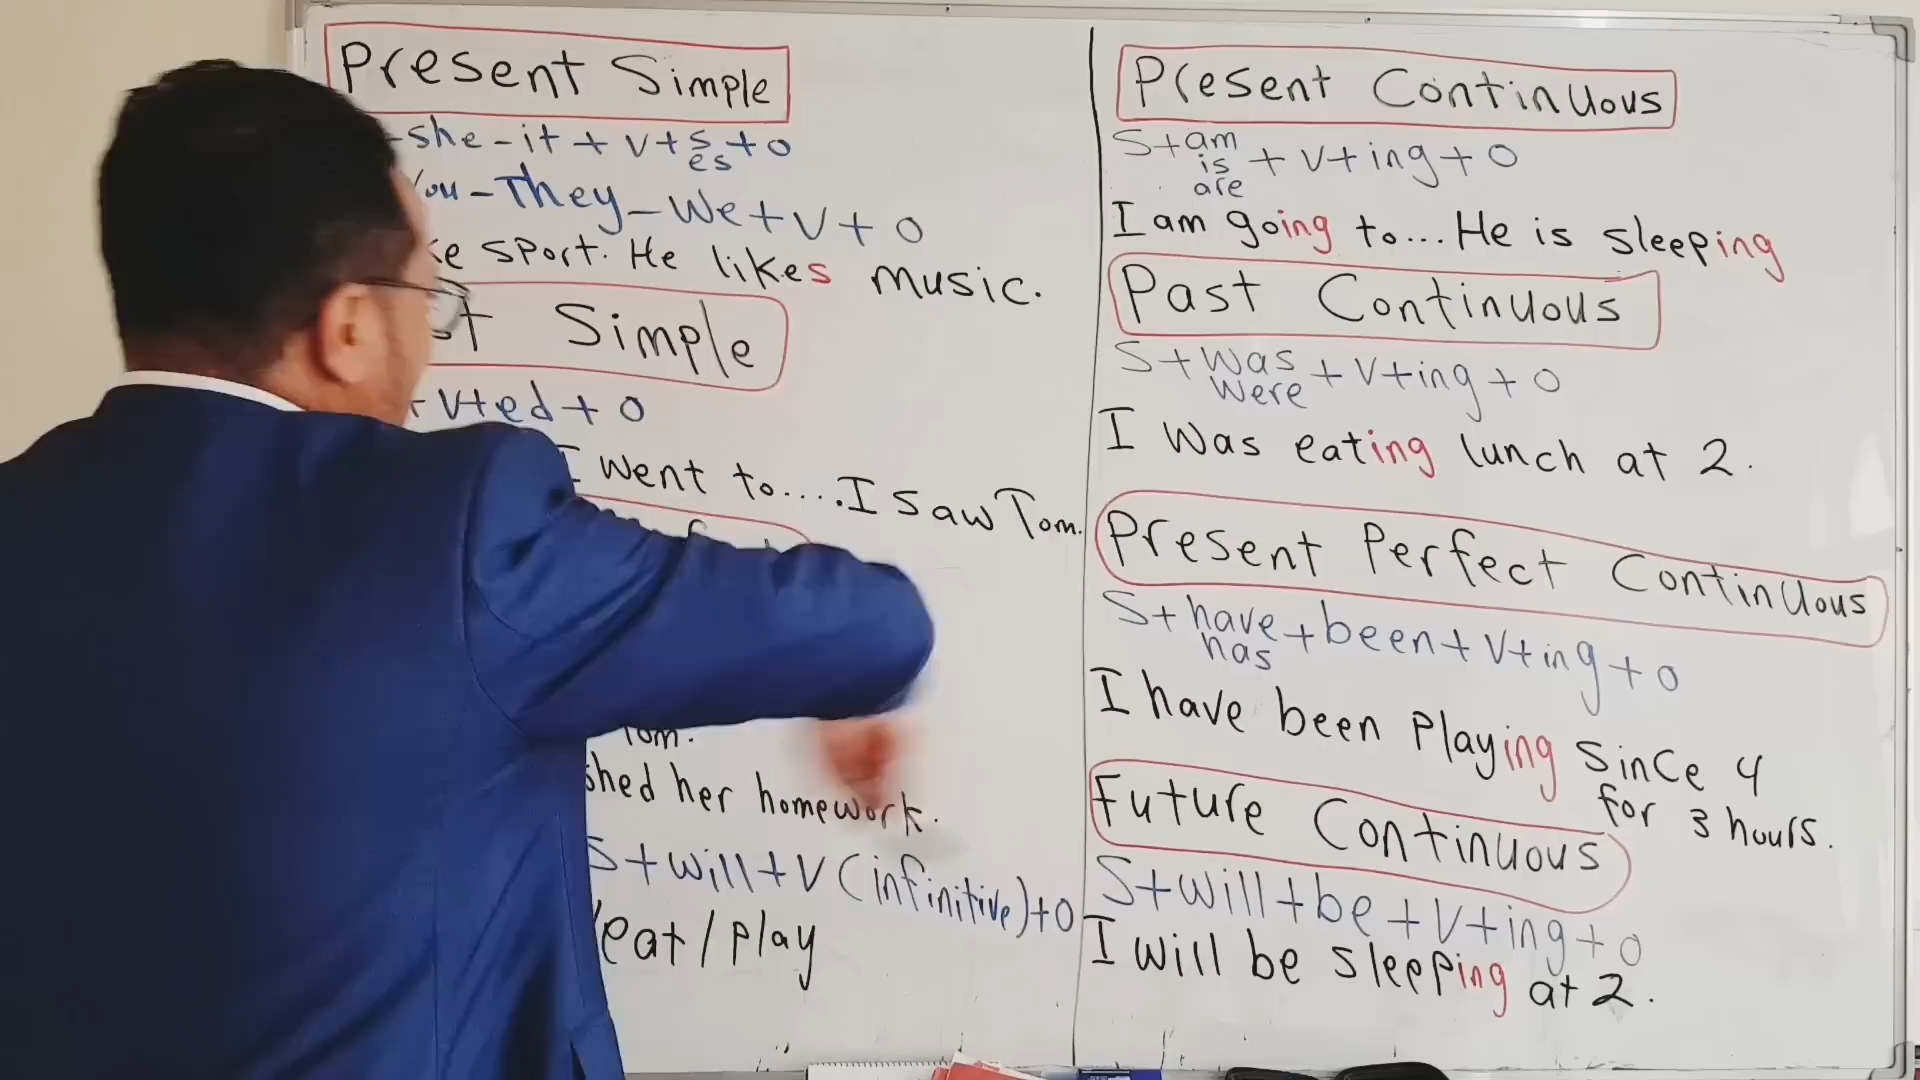 Present Simple
-she-it + V+s+o
es
You-They-We+V+o
sport. He likes music.
Simple
+V+ed+o
I went to.... I saw Tom.
Tom.
her homework.
S+will+V(infinitive)+o
eat/play
Present Continuous
S+am+V+ing+o
is
are
I am going to... He is sleeping
Past Continuous
S+was+V+ing+o
were
I was eating lunch at 2.
Present Perfect Continuous
S+have+been+V+ing+o
has
I have been playing since 4
for 3 hours.
Future Continuous
S+will+be+V+ing+o
I will be sleeping at 2.